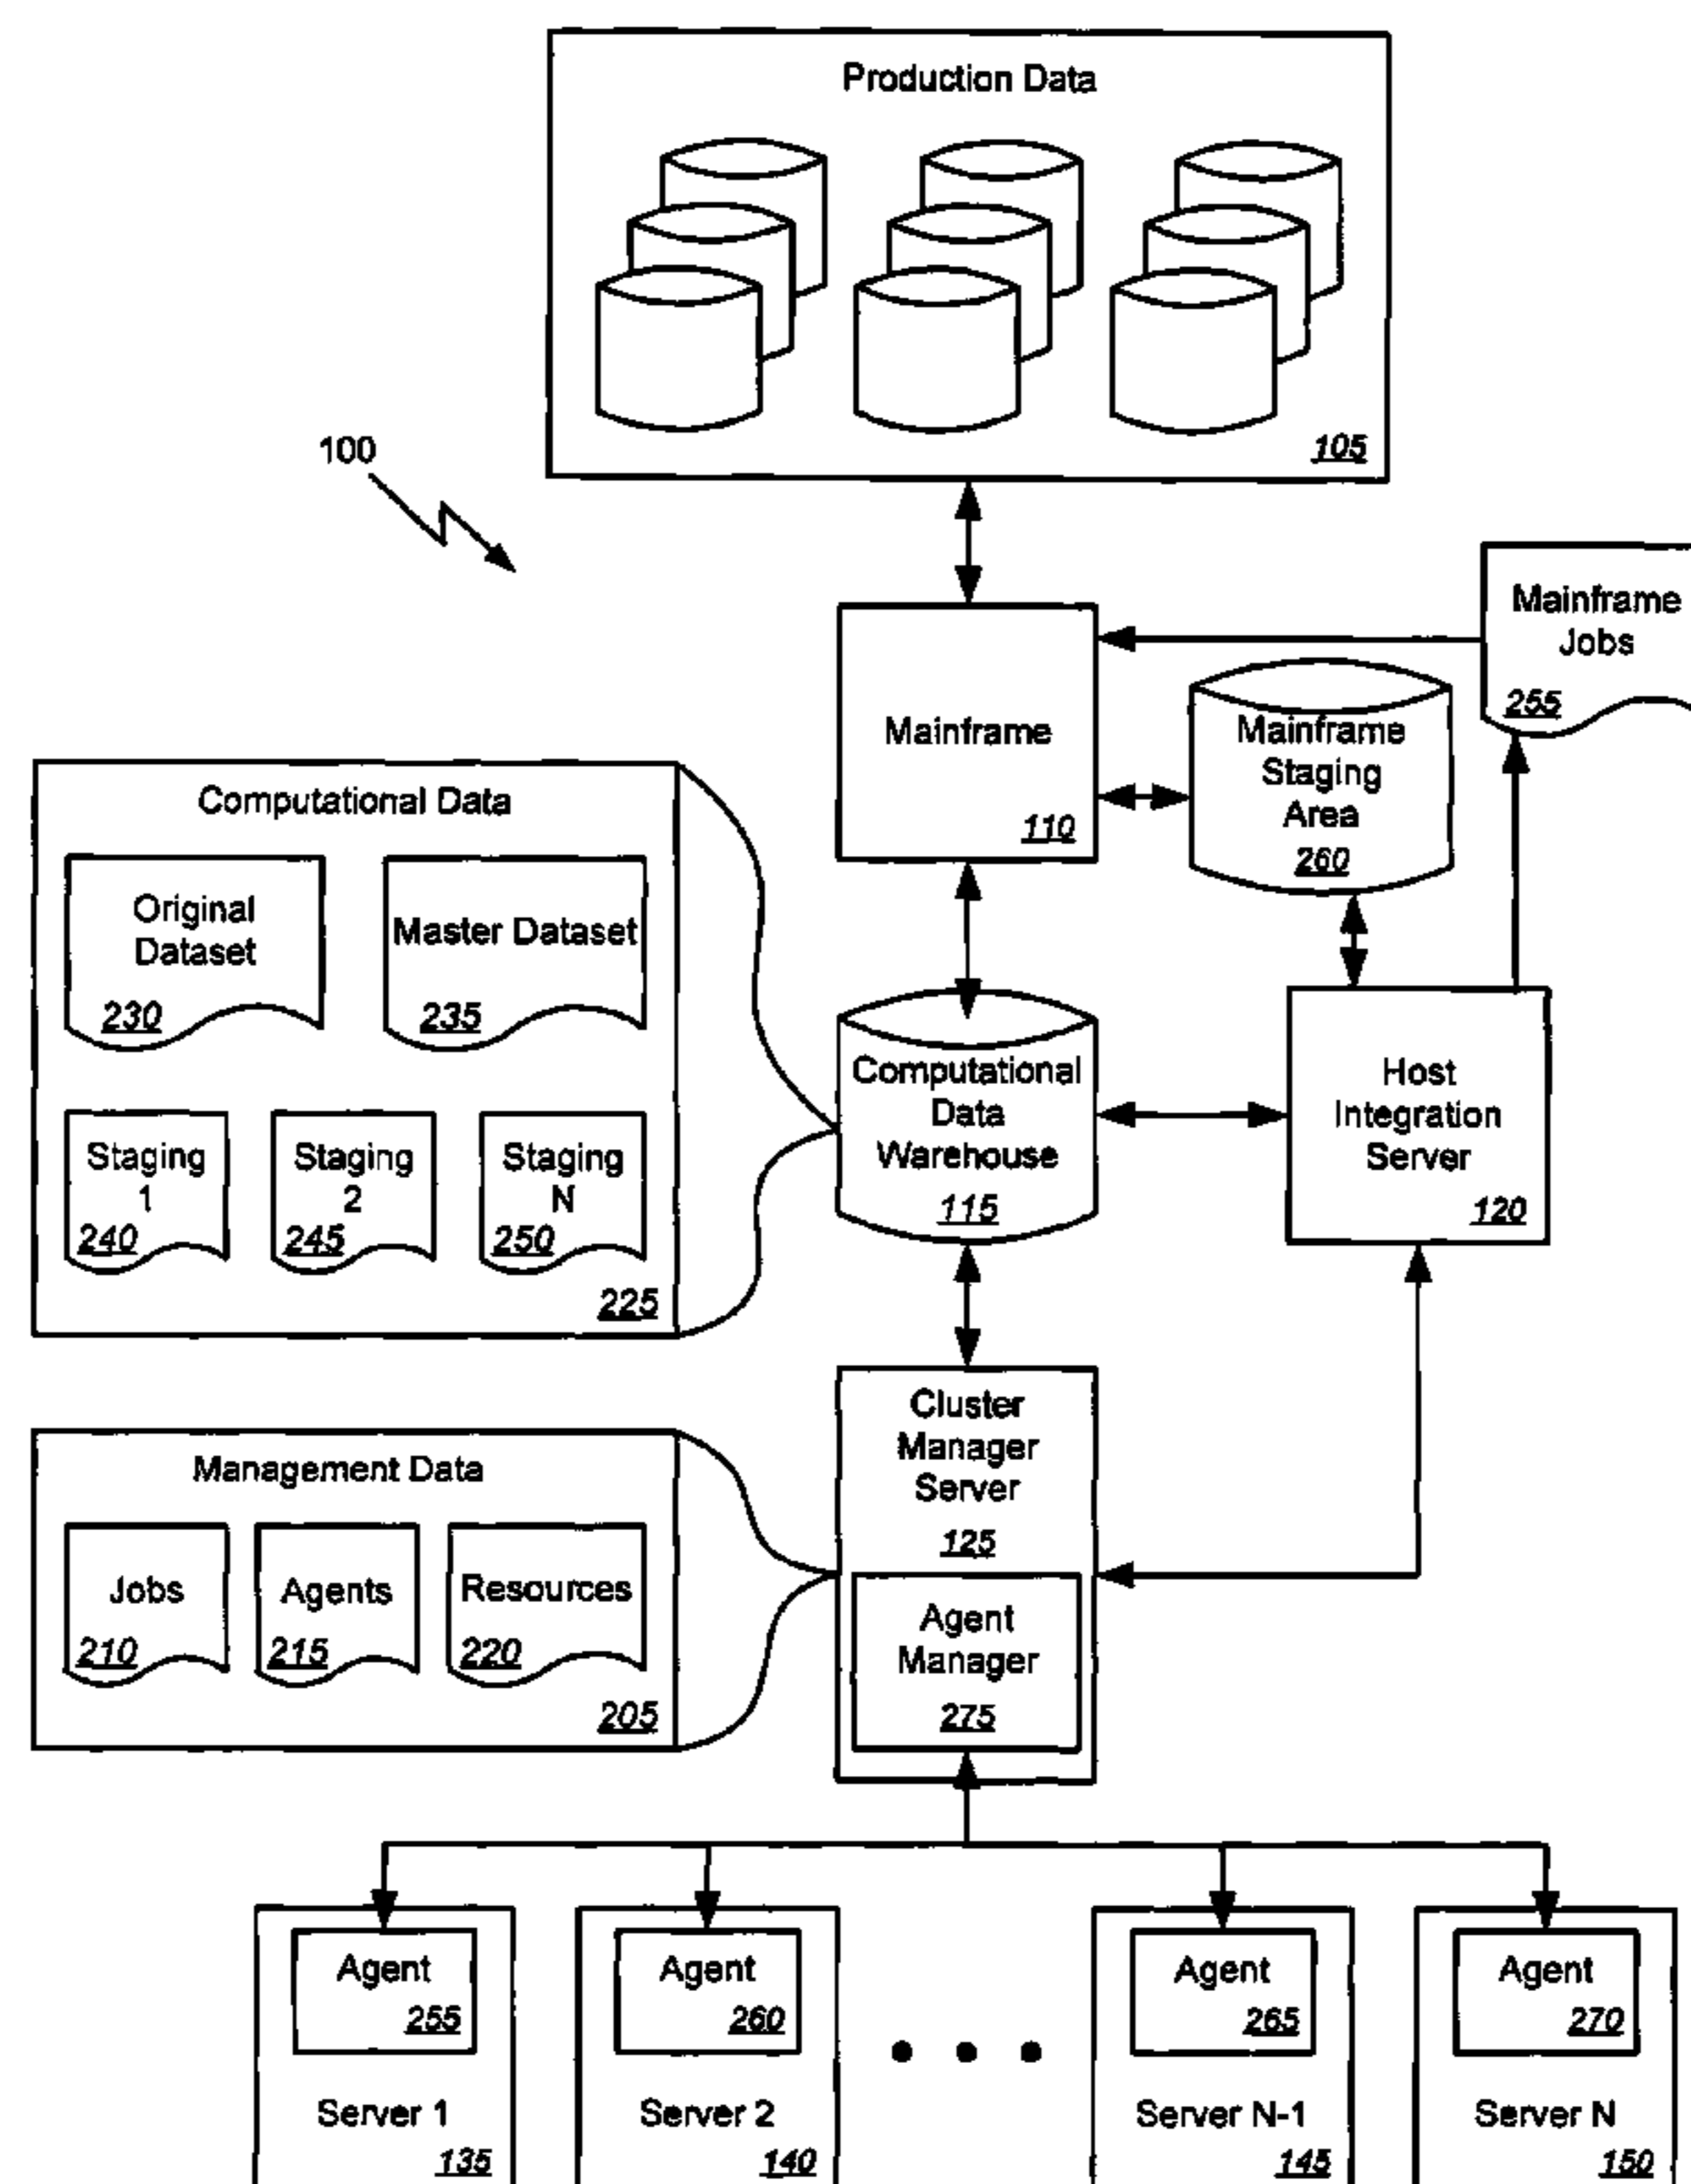 Production Data
105
100
Mainframe
Jobs
255
Mainframe
110
Mainframe
Staging
Area
260
Computational Data
Original
Dataset
230
Master Dataset
235
Staging
1
240
Staging
2
245
Staging
N
250
225
Computational
Data
Warehouse
115
Host
Integration
Server
120
Cluster
Manager
Server
125
Agent
Manager
275
Management Data
Jobs
210
Agents
215
Resources
220
205
Agent
255
Server 1
135
Agent
260
Server 2
140
Agent
265
Server N-1
145
Agent
270
Server N
150